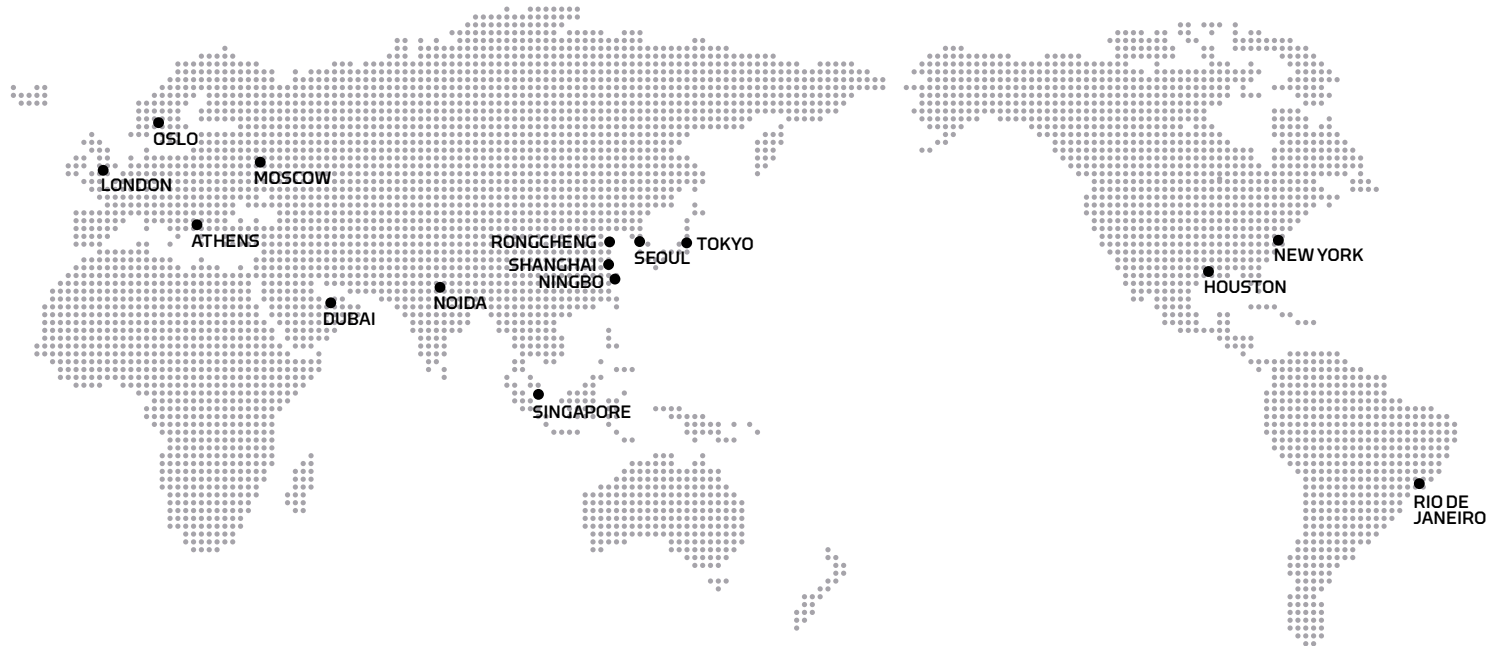 OSLO
LONDON
MOSCOW
ATHENS
RONGCHENG
SEOUL
TOKYO
SHANGHAI
NINGBO
NOIDA
DUBAI
SINGAPORE
NEW YORK
HOUSTON
RIO DE
JANEIRO